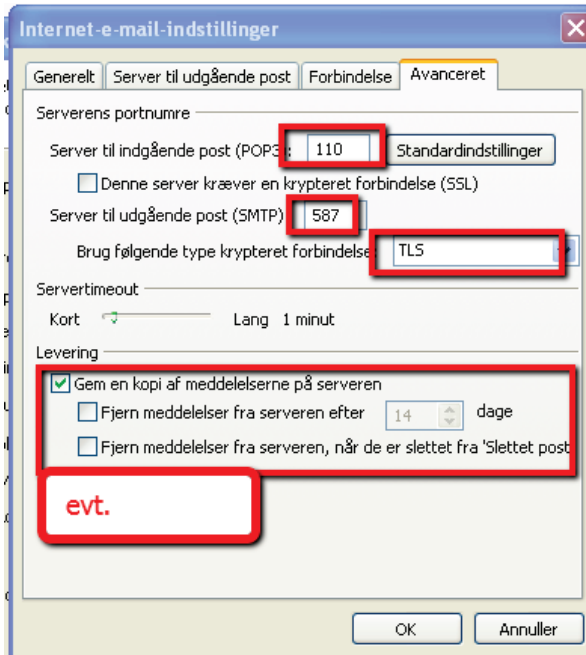 Internet-e-mail-indstillinger
Generelt Server til udgående post Forbindelse Avanceret
Serverens portnumre
Server til indgående post (POP3): 110 Standardindstillinger
Denne server kræver en krypteret forbindelse (SSL)
Server til udgående post (SMTP) 587
Brug følgende type krypteret forbindelse TLS
Servertimeout
Kort Lang 1 minut
Levering
Gem en kopi af meddelelserne på serveren
Fjern meddelelser fra serveren efter 14 dage
Fjern meddelelser fra serveren, når de er slettet fra 'Slettet post
evt.
OK Annuller